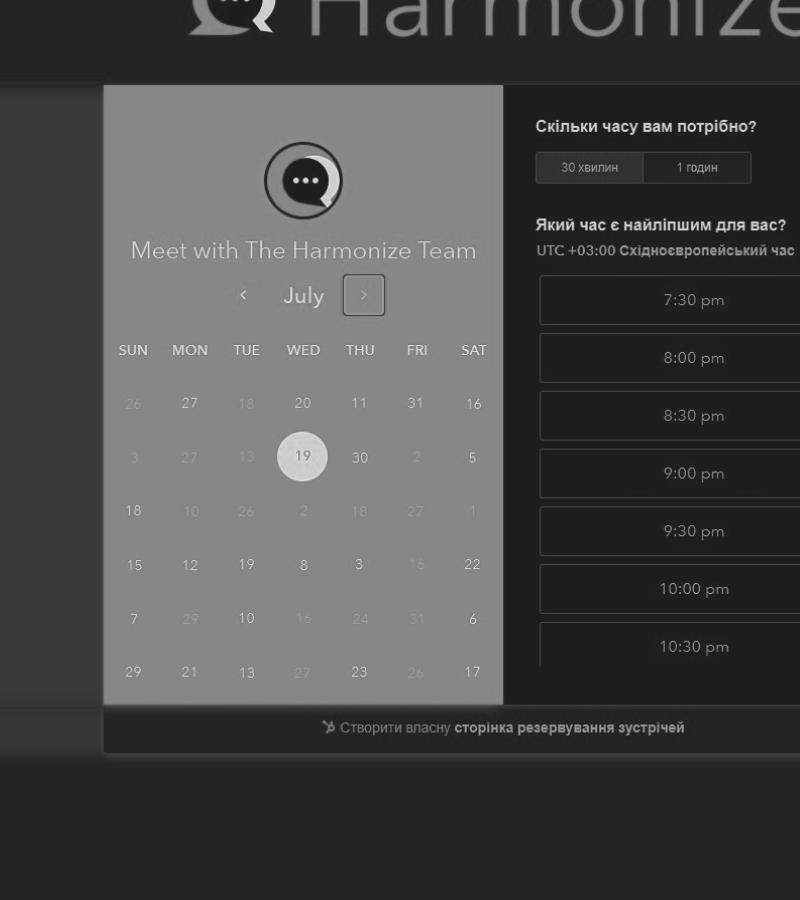 Harmonize
Meet with The Harmonize Team
July
SUN MON TUE WED THU FRI SAT
26 27 18 20 11 31 16
3 27 13 19 30 2 5
18 10 26 2 18 27 1
15 12 19 8 3 16 22
7 29 10 16 24 31 6
29 21 13 27 23 26 17
Скільки часу вам потрібно?
30 хвилин 1 годин
Який час є найліпшим для вас?
UTC +03:00 Східноєвропейський час
7:30 pm
8:00 pm
8:30 pm
9:00 pm
9:30 pm
10:00 pm
10:30 pm
Створити власну сторінка резервування зустрічей